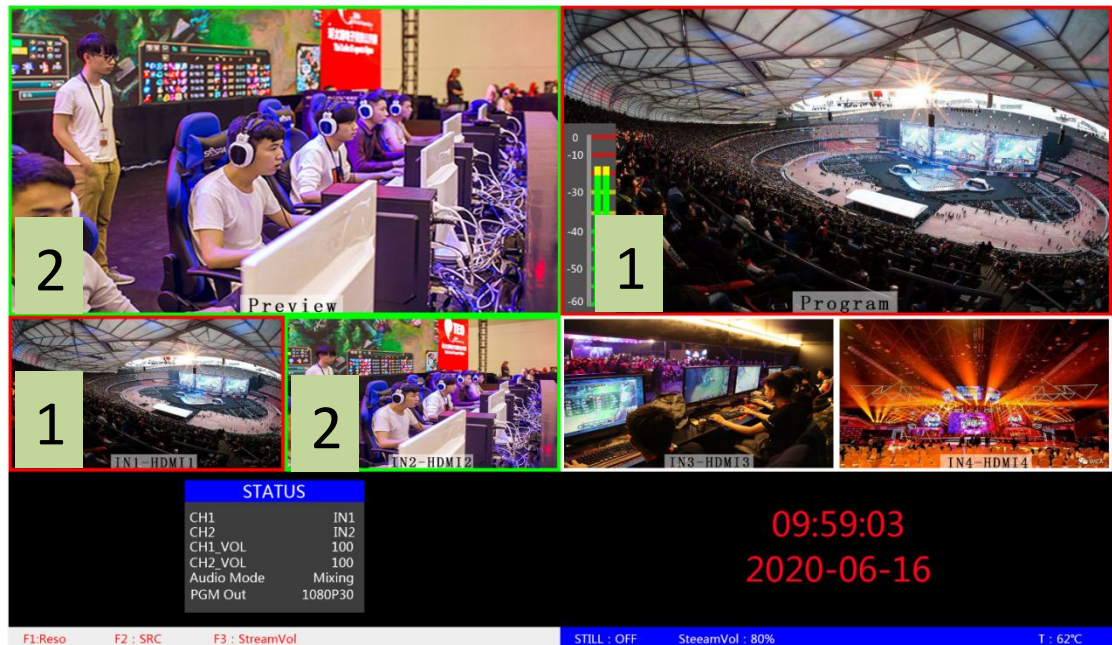 2
Preview
0
-10
-30
-40
-50
-60
1
Program
1
IN1-HDMI1
TED
2
IN2-HDMI2
IN3-HDMI3
IN4-HDMI4
WCA
STATUS
CH1 IN1
CH2 IN2
CH1_VOL 100
CH2_VOL 100
Audio Mode Mixing
PGM Out 1080P30
09:59:03
2020-06-16
F1:Reso F2 : SRC F3 : StreamVol
STILL : OFF SteeamVol : 80% T : 62℃